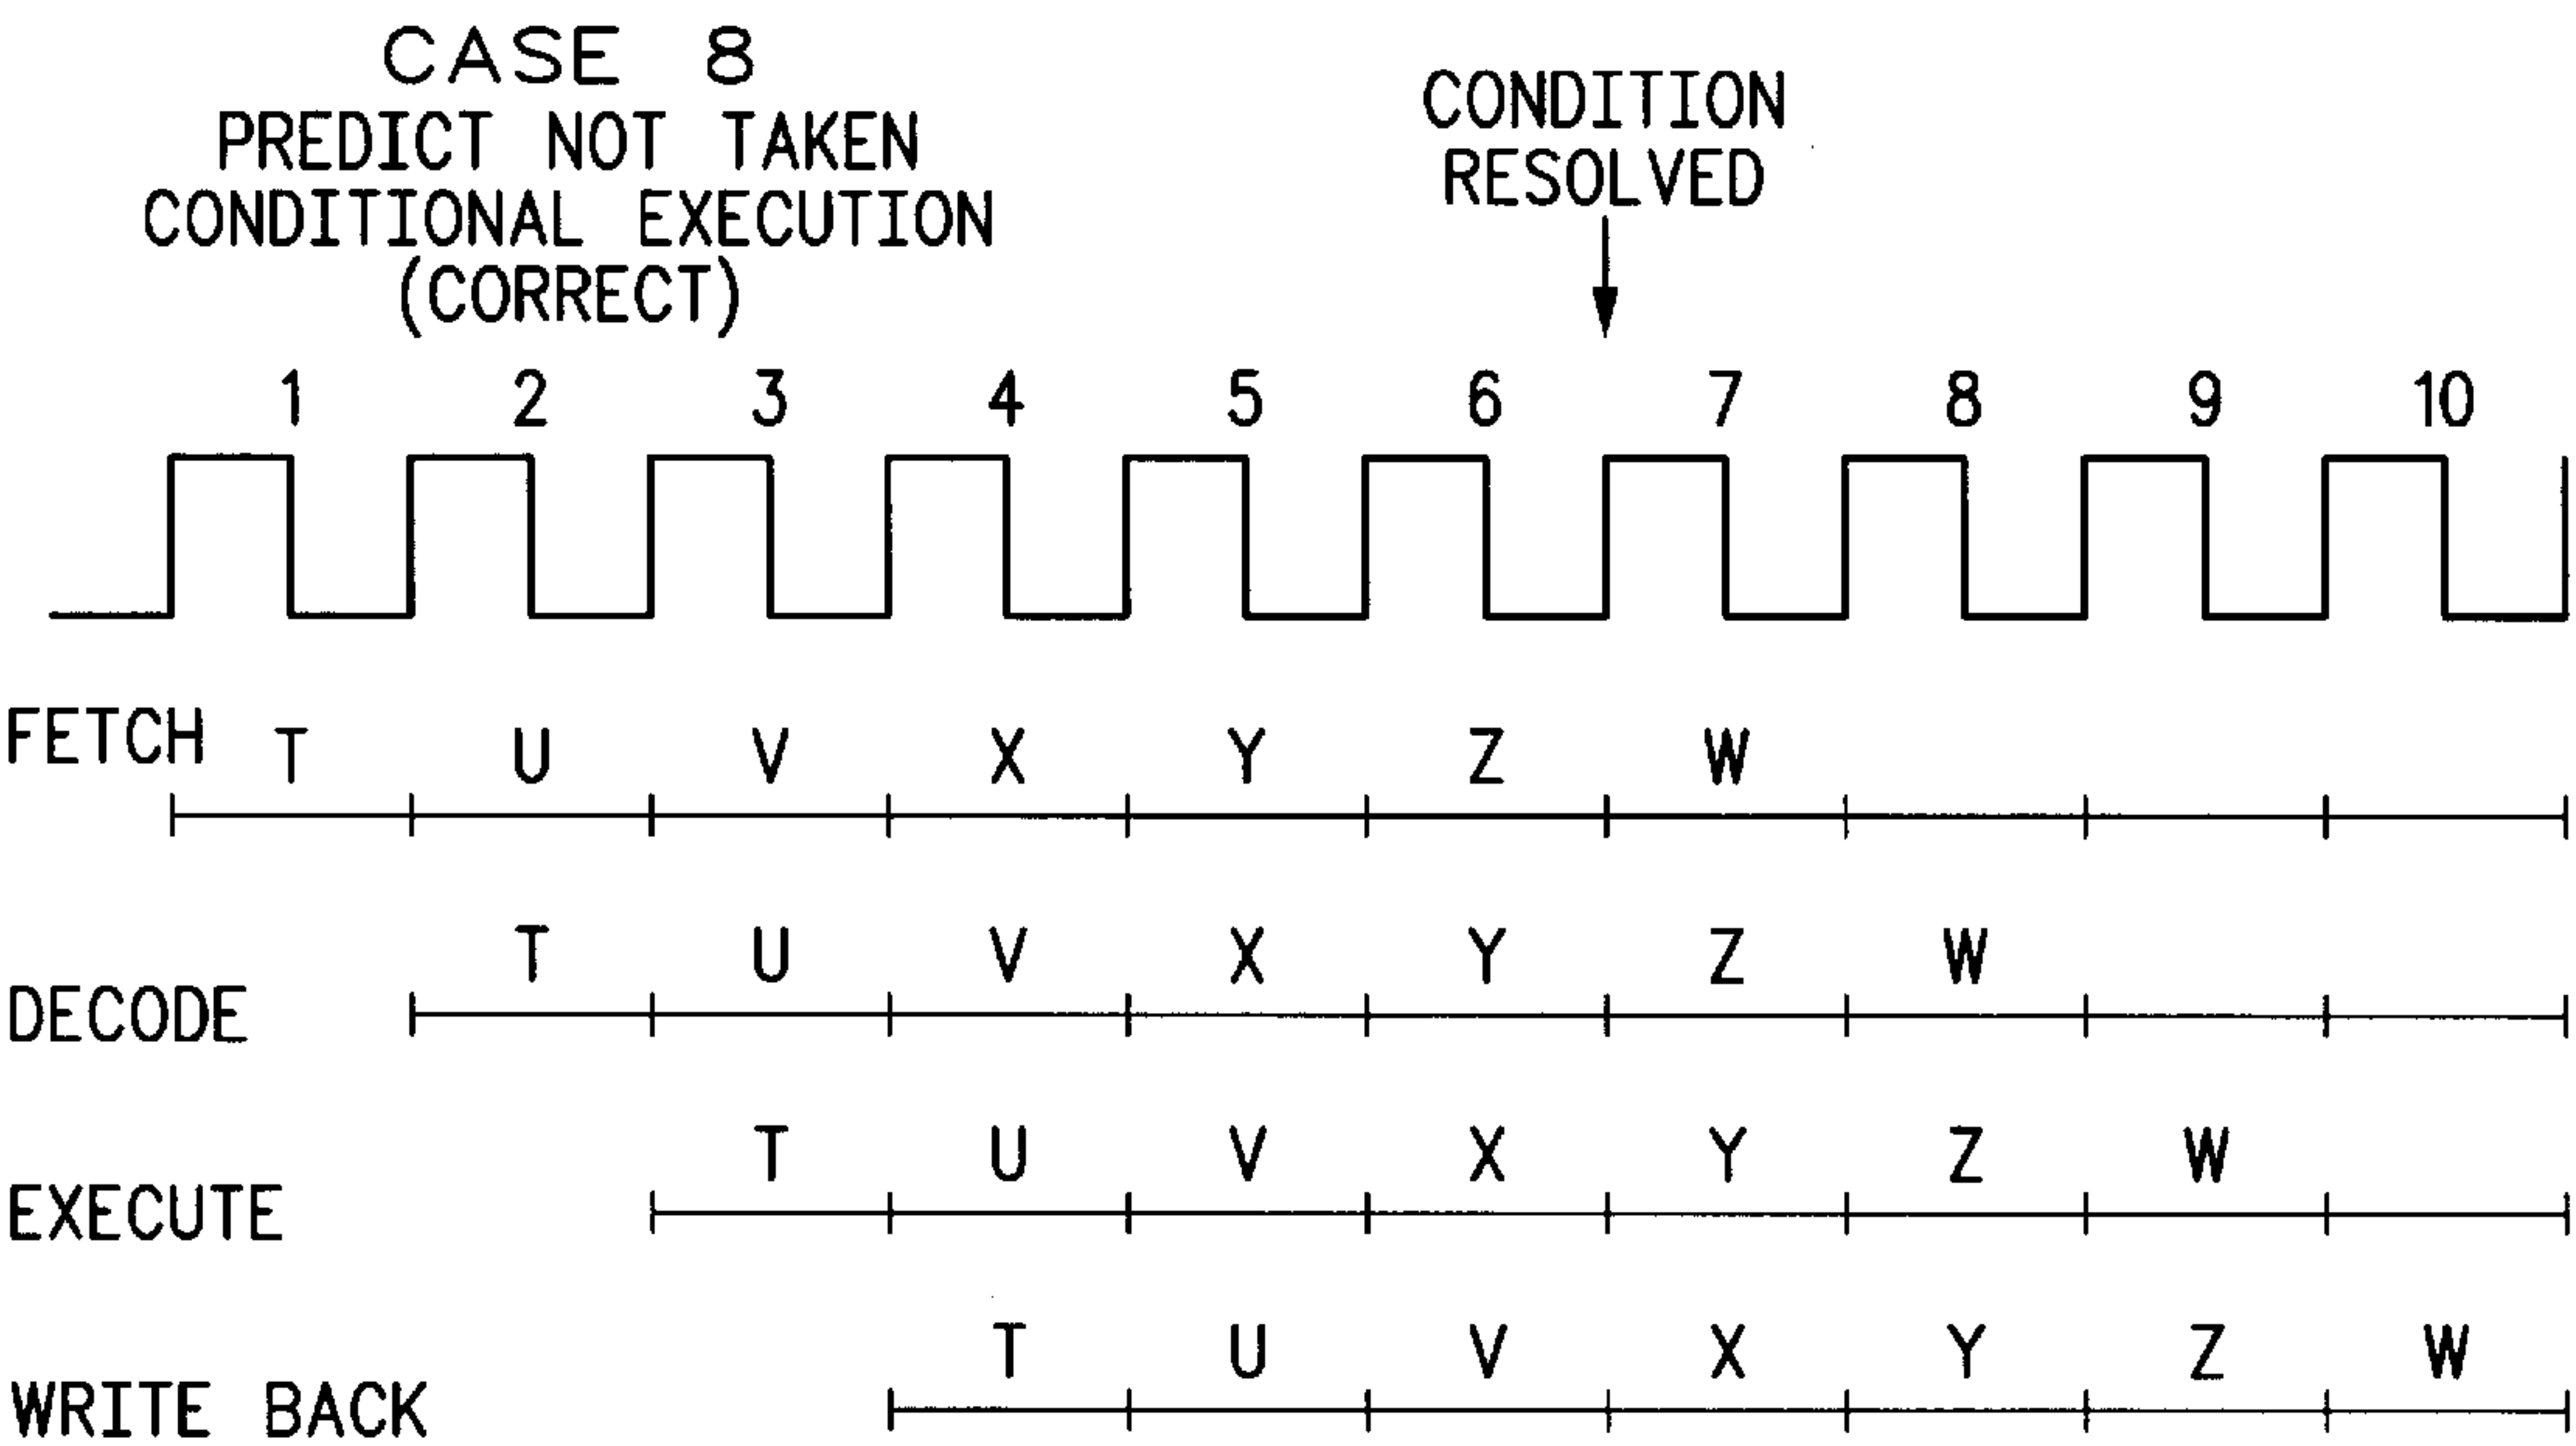 CASE 8
PREDICT NOT TAKEN
CONDITIONAL EXECUTION
(CORRECT)
CONDITION
RESOLVED
1 2 3 4 5 6 7 8 9 10
FETCH T U V X Y Z W
DECODE T U V X Y Z W
EXECUTE T U V X Y Z W
WRITE BACK T U V X Y Z W